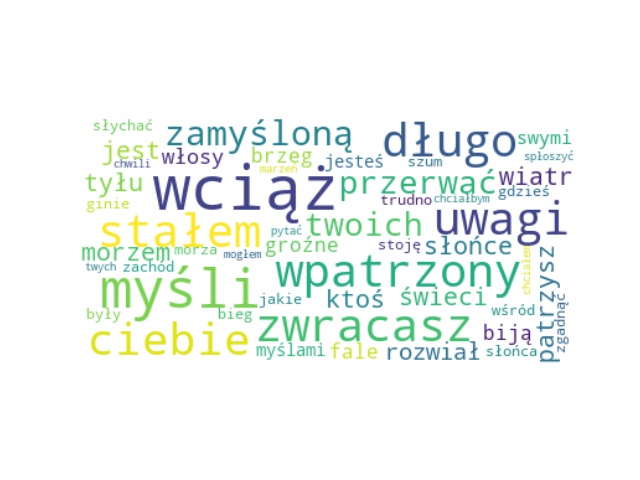 słychać zamyśloną długo swymi
jest włosy brzeg jesteś szum spłoszyć
chwili marzeń
tyłu wciąż przerwać wiatr
ginie trudno chciałbym gdzieś
stałem pytać twoich uwagi
morzem morza mogłem groźne stoję słońce
twych zachód wpatrzony chciałem patrzysz
myśli jakie ktoś świeci
były bieg zwracasz wśród zgadnąć
ciebie myślami fale rozwiał biją słońca